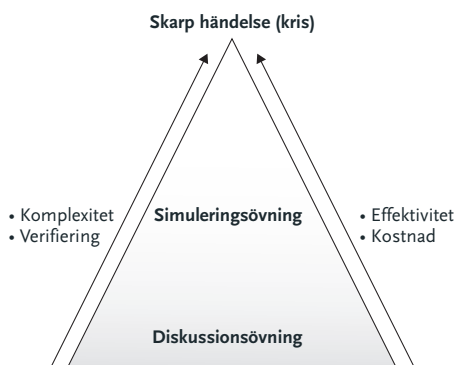 Skarp händelse (kris)
• Komplexitet
• Verifiering
Simuleringsövning
• Effektivitet
• Kostnad
Diskussionsövning